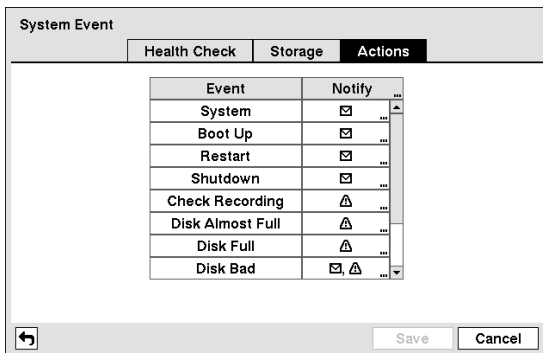 System Event
Health Check Storage Actions
Event Notify ...
System ...
Boot Up ...
Restart ...
Shutdown ...
Check Recording ...
Disk Almost Full ...
Disk Full ...
Disk Bad , ...
Save Cancel